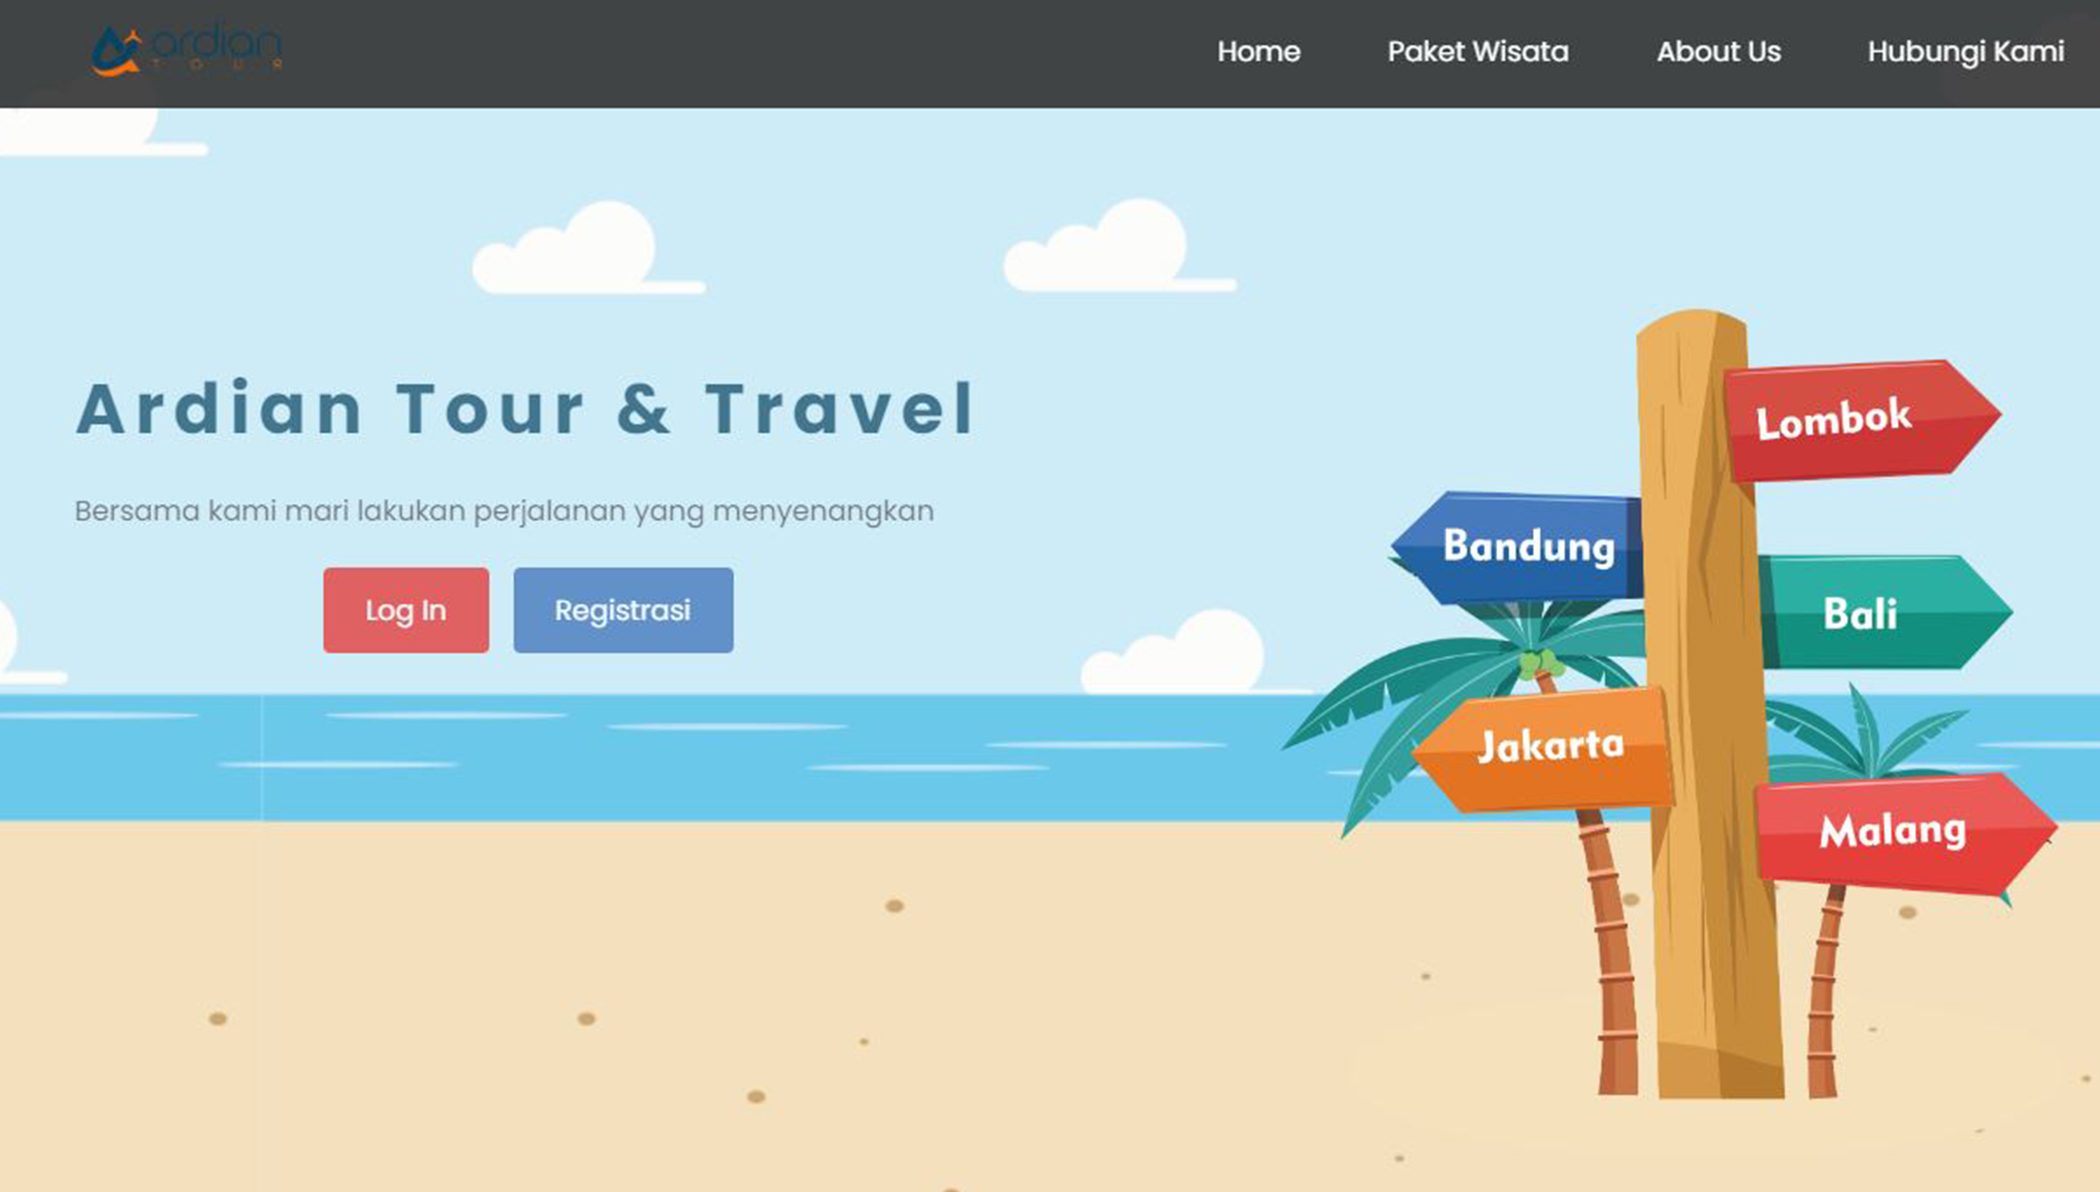 ardian
TOUR
Home
Paket Wisata
About Us
Hubungi Kami
Ardian Tour & Travel
Bersama kami mari lakukan perjalanan yang menyenangkan
Log In
Registrasi
Lombok
Bandung
Bali
Jakarta
Malang